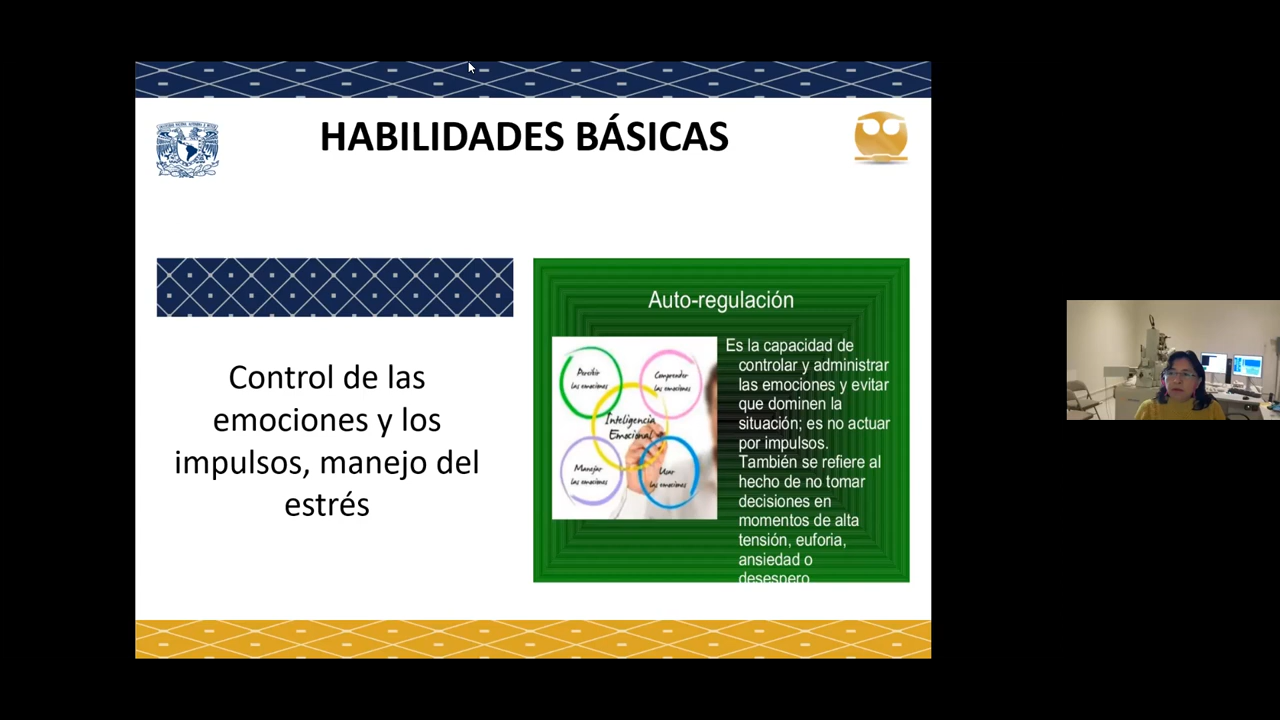 HABILIDADES BÁSICAS
Control de las
emociones y los
impulsos, manejo del
estrés
Auto-regulación
Percibir
las emociones
Comprender
las emociones
Inteligencia
Emocional
Manejar
las emociones
Usar
las emociones
Es la capacidad de
controlar y administrar
las emociones y evitar
que dominen la
situación; es no actuar
por impulsos.
También se refiere al
hecho de no tomar
decisiones en
momentos de alta
tensión, euforia,
ansiedad o
desespero